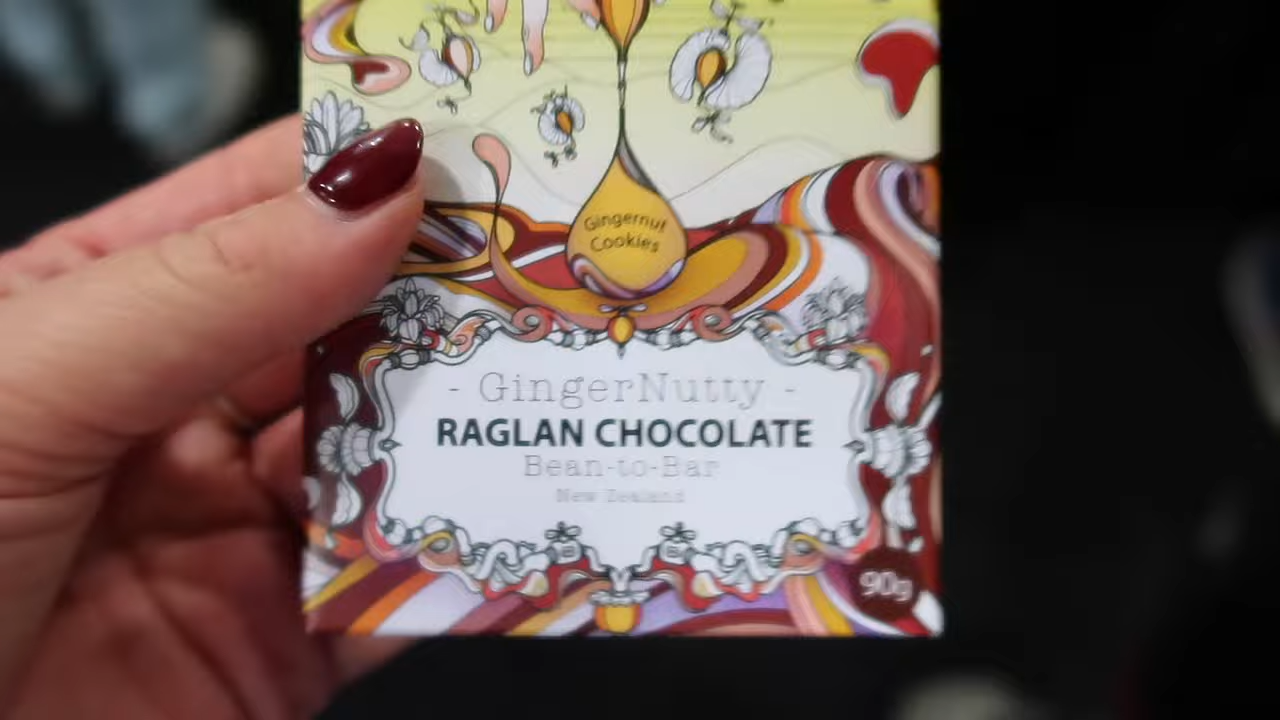 Gingernut
Cookies
- GingerNutty -
RAGLAN CHOCOLATE
Bean-to-Bar
New Zealand
90g